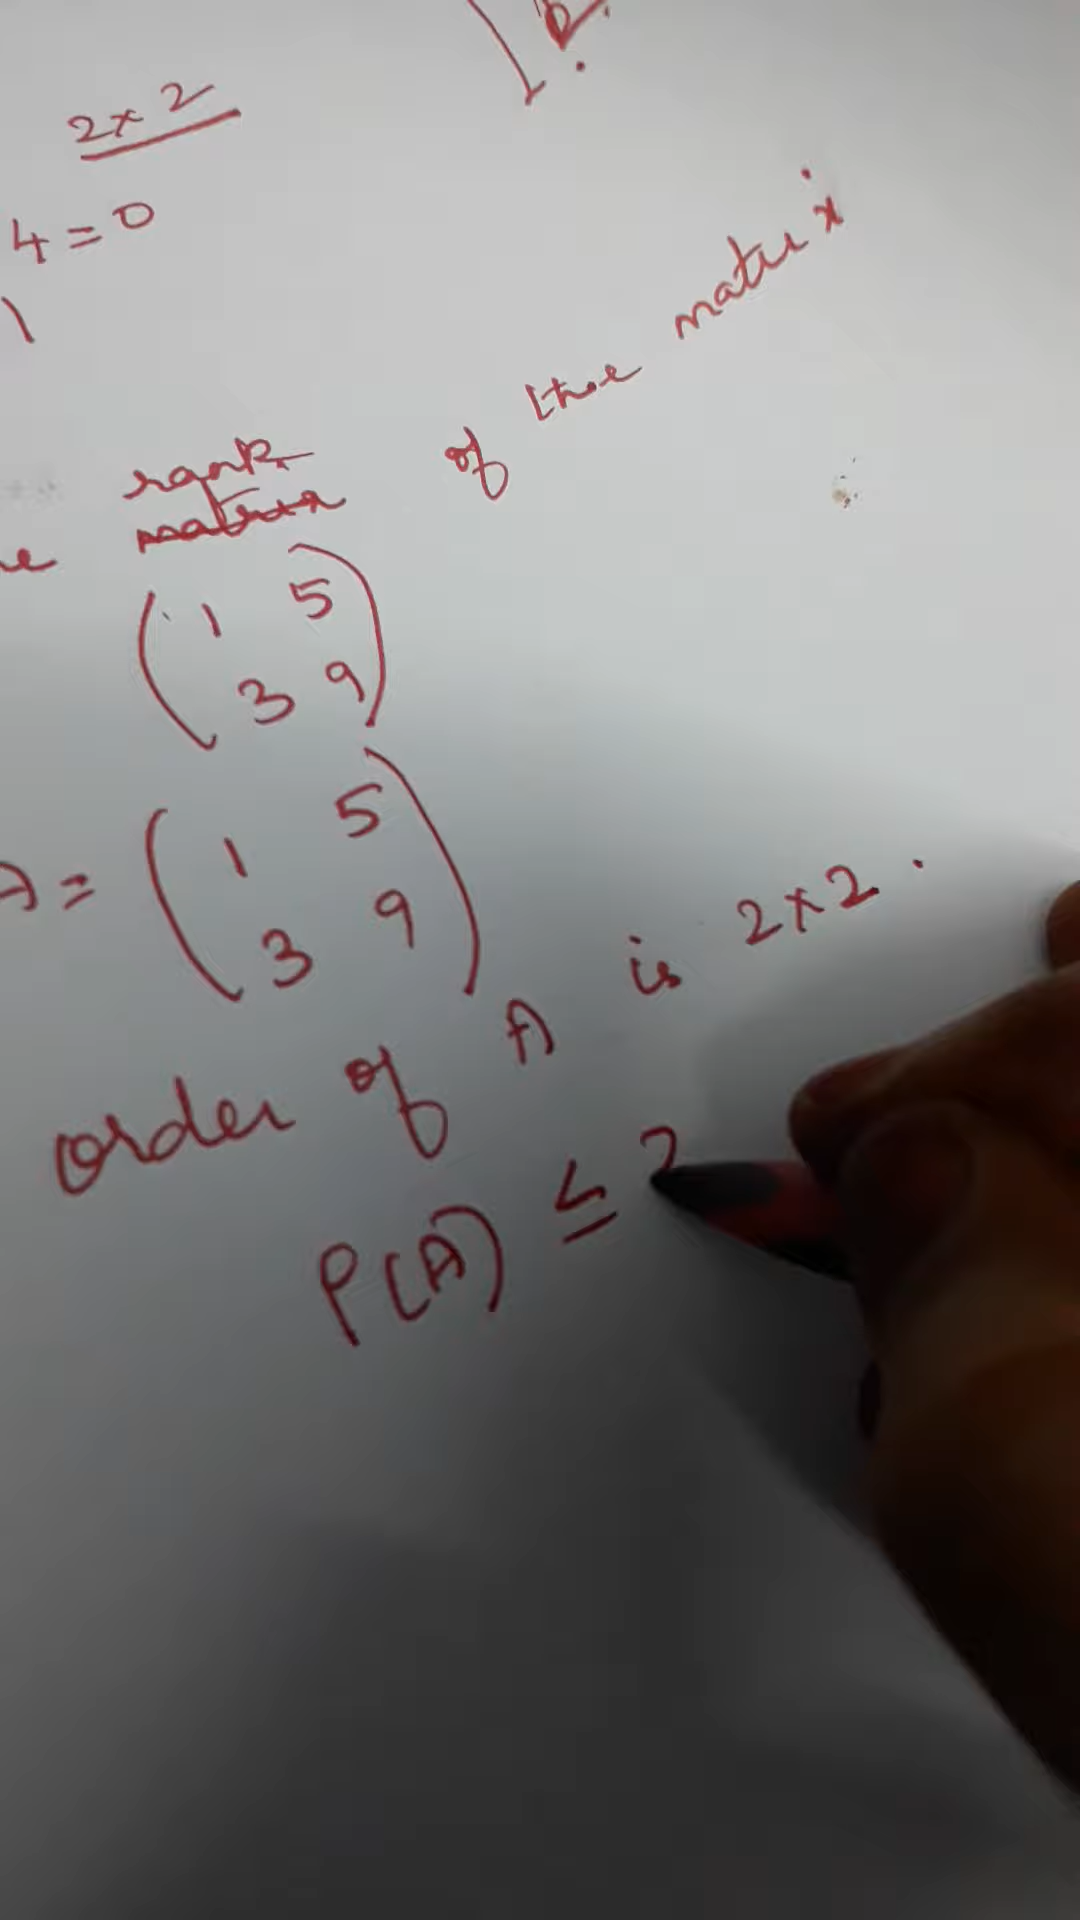 2×2
4=0
rank of the matrix
matrix
(1 5
3 9)
A= (1 5
3 9)
order of A is 2×2.
P(A) ≤ 2